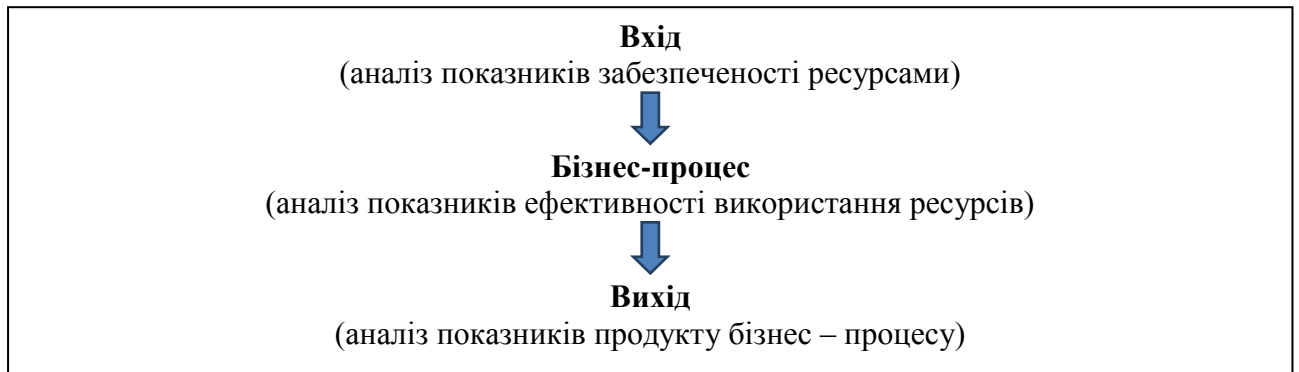 Вхід
(аналіз показників забезпеченості ресурсами)
Бізнес-процес
(аналіз показників ефективності використання ресурсів)
Вихід
(аналіз показників продукту бізнес – процесу)